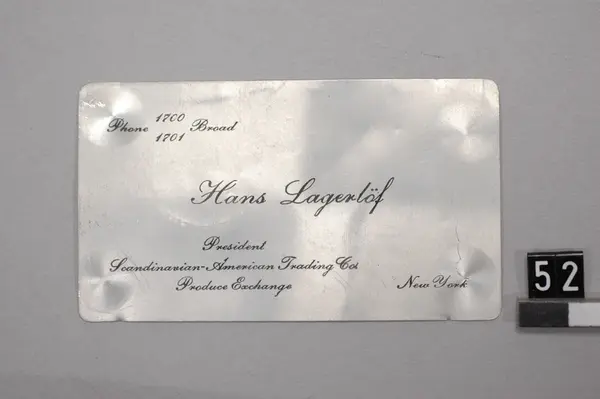 Phone 1700 Broad
1701
Hans Lagerlöf
President
Scandinavian-American Trading Co.
Produce Exchange New York
52